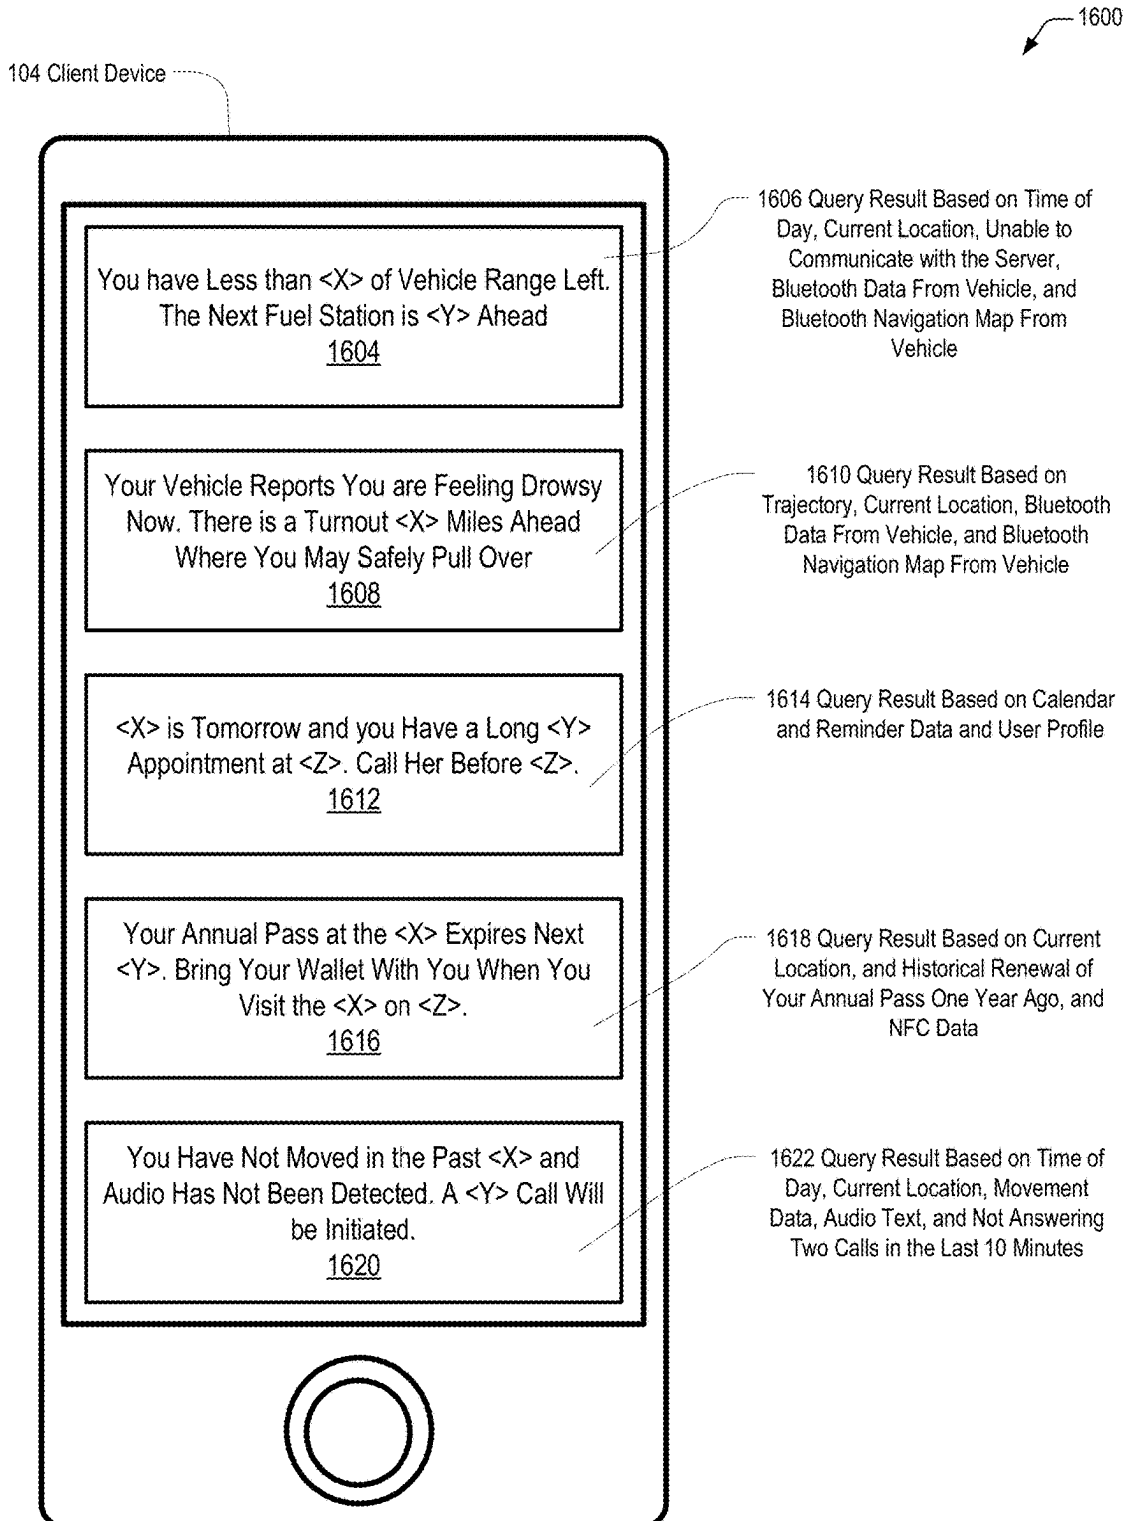 1600
104 Client Device
You have Less than <X> of Vehicle Range Left.
The Next Fuel Station is <Y> Ahead
1604
1606 Query Result Based on Time of
Day, Current Location, Unable to
Communicate with the Server,
Bluetooth Data From Vehicle, and
Bluetooth Navigation Map From
Vehicle
Your Vehicle Reports You are Feeling Drowsy
Now. There is a Turnout <X> Miles Ahead
Where You May Safely Pull Over
1608
1610 Query Result Based on
Trajectory, Current Location, Bluetooth
Data From Vehicle, and Bluetooth
Navigation Map From Vehicle
<X> is Tomorrow and you Have a Long <Y>
Appointment at <Z>. Call Her Before <Z>.
1612
1614 Query Result Based on Calendar
and Reminder Data and User Profile
Your Annual Pass at the <X> Expires Next
<Y>. Bring Your Wallet With You When You
Visit the <X> on <Z>.
1616
1618 Query Result Based on Current
Location, and Historical Renewal of
Your Annual Pass One Year Ago, and
NFC Data
You Have Not Moved in the Past <X> and
Audio Has Not Been Detected. A <Y> Call Will
be Initiated.
1620
1622 Query Result Based on Time of
Day, Current Location, Movement
Data, Audio Text, and Not Answering
Two Calls in the Last 10 Minutes